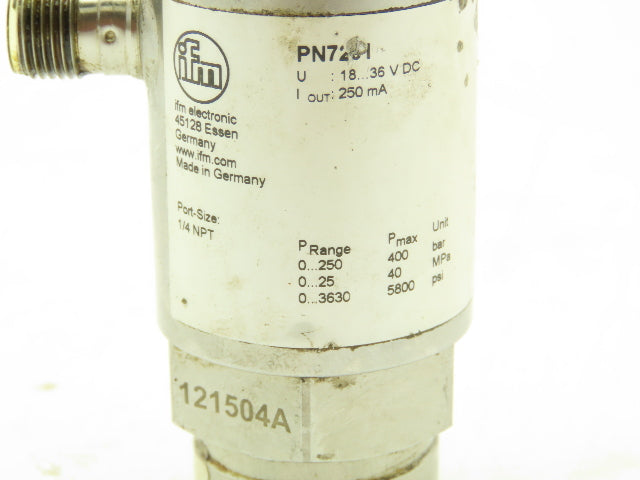 ifm
ifm electronic
45128 Essen
Germany
www.ifm.com
Made in Germany
Port-Size:
1/4 NPT
U : 18...36 V DC
I OUT: 250 mA
P Range P max Unit
0...250 400 bar
0...25 40 MPa
0...3630 5800 psi
121504A